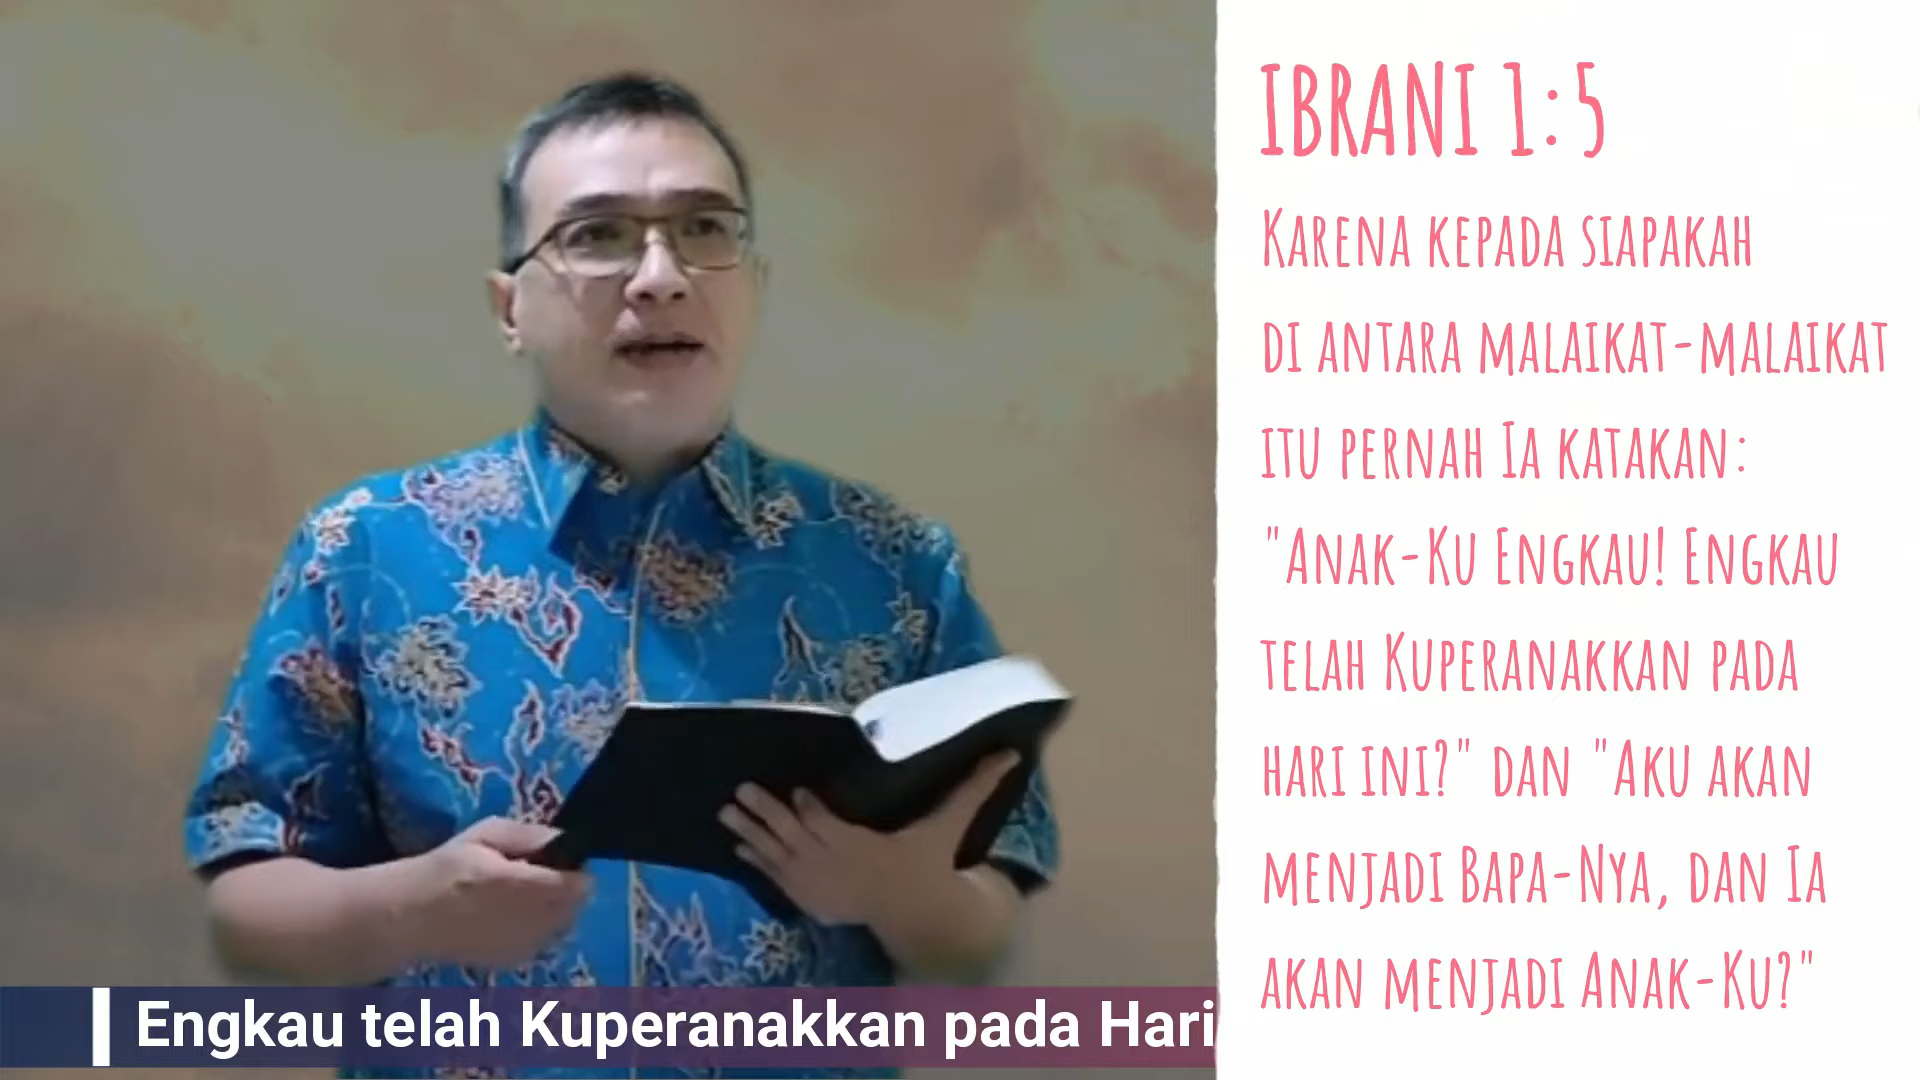 IBRANI 1:5
KARENA KEPADA SIAPAKAH
DI ANTARA MALAIKAT-MALAIKAT
ITU PERNAH IA KATAKAN:
"ANAK-KU ENGKAU! ENGKAU
TELAH KUPERANAKKAN PADA
HARI INI?" DAN "AKU AKAN
MENJADI BAPA-NYA, DAN IA
AKAN MENJADI ANAK-KU?"
Engkau telah Kuperanakkan pada Hari